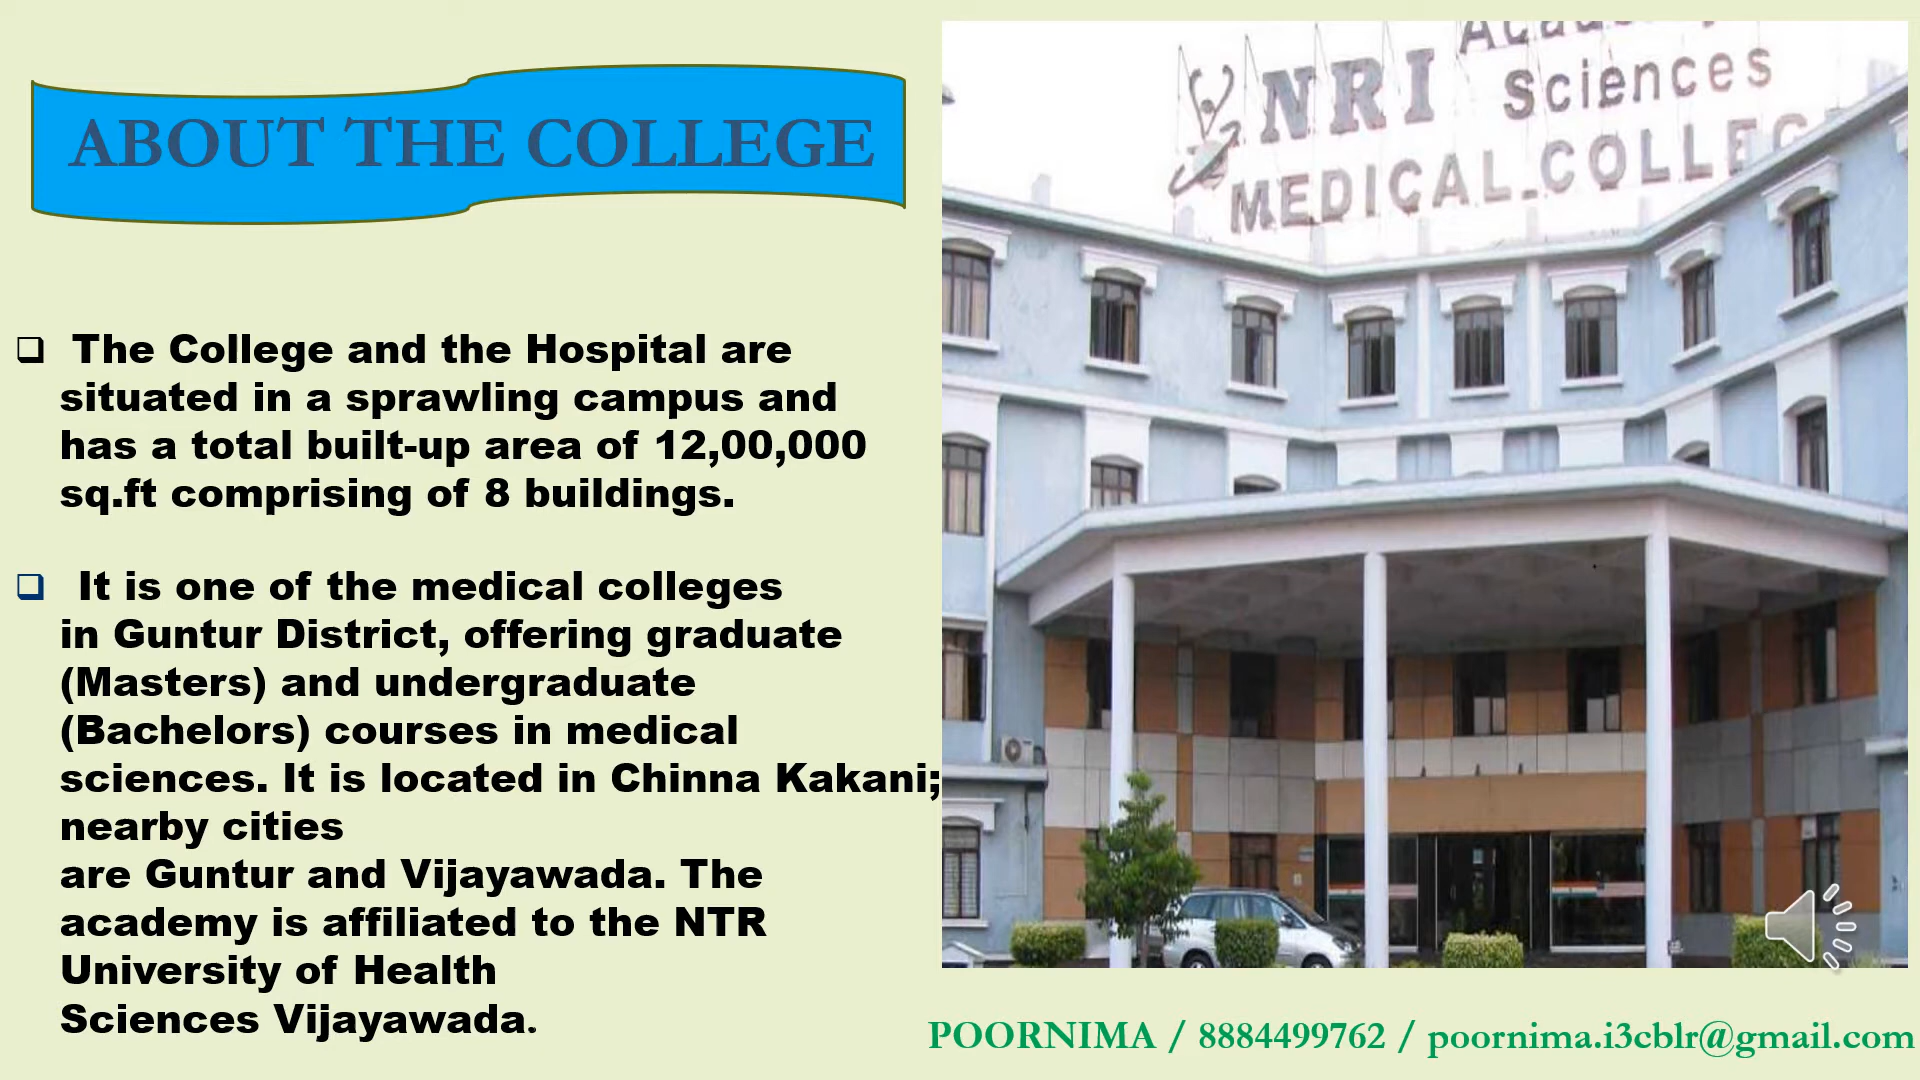 ABOUT THE COLLEGE
The College and the Hospital are
situated in a sprawling campus and
has a total built-up area of 12,00,000
sq.ft comprising of 8 buildings.
It is one of the medical colleges
in Guntur District, offering graduate
(Masters) and undergraduate
(Bachelors) courses in medical
sciences. It is located in Chinna Kakani;
nearby cities
are Guntur and Vijayawada. The
academy is affiliated to the NTR
University of Health
Sciences Vijayawada.
NRI
Sciences
MEDICAL COLLEG
POORNIMA / 8884499762 / poornima.i3cblr@gmail.com